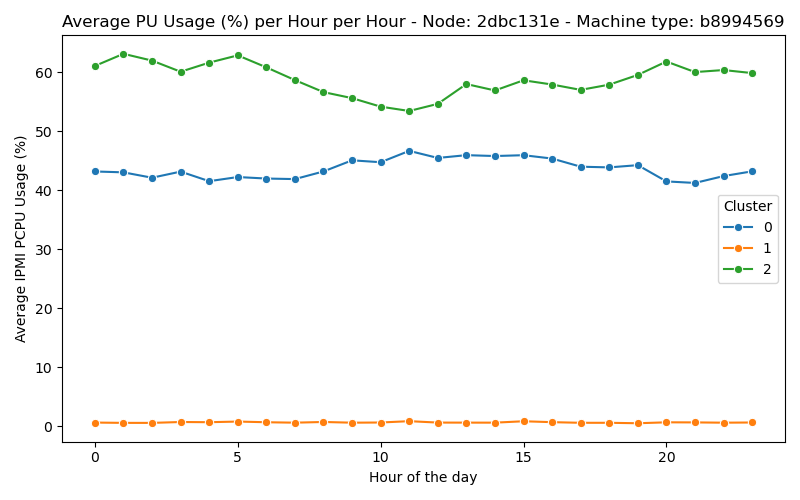 Average PU Usage (%) per Hour per Hour - Node: 2dbc131e - Machine type: b8994569
Average IPMI PCPU Usage (%)
60
50
40
30
20
10
0
Cluster
0
1
2
0 5 10 15 20
Hour of the day